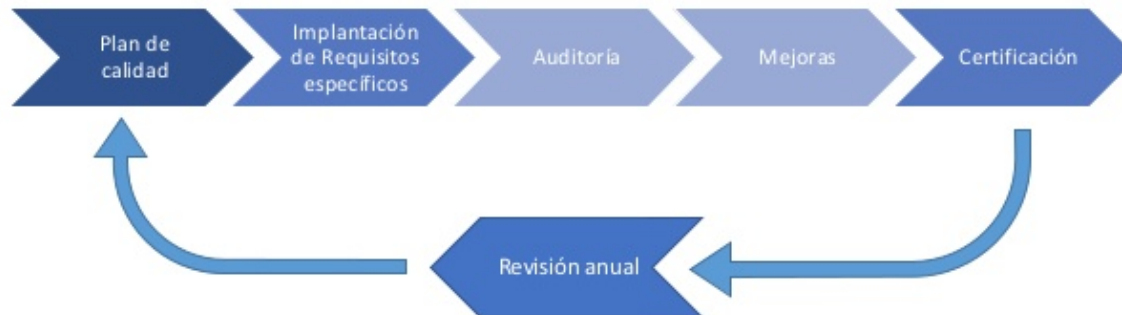 Plan de
calidad
Implantación
de Requisitos
específicos
Auditoría
Mejoras
Certificación
Revisión anual